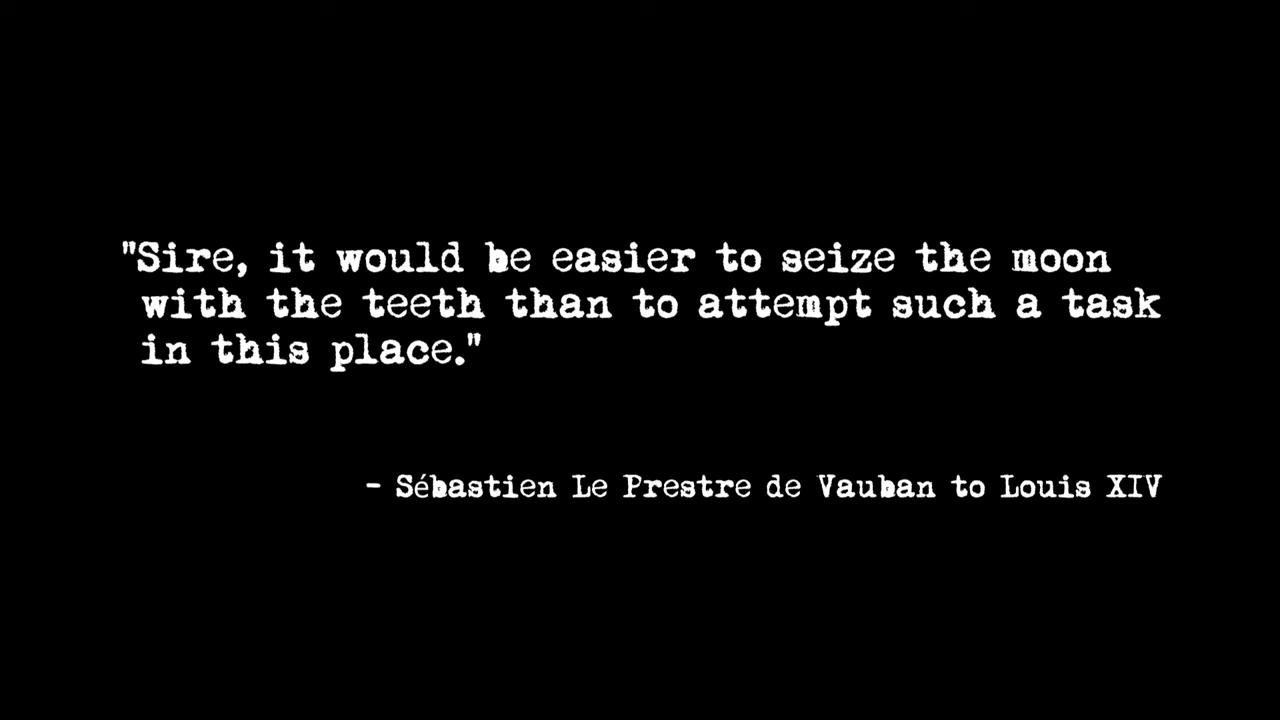 "Sire, it would be easier to seize the moon
with the teeth than to attempt such a task
in this place."
- Sébastien Le Prestre de Vauban to Louis XIV